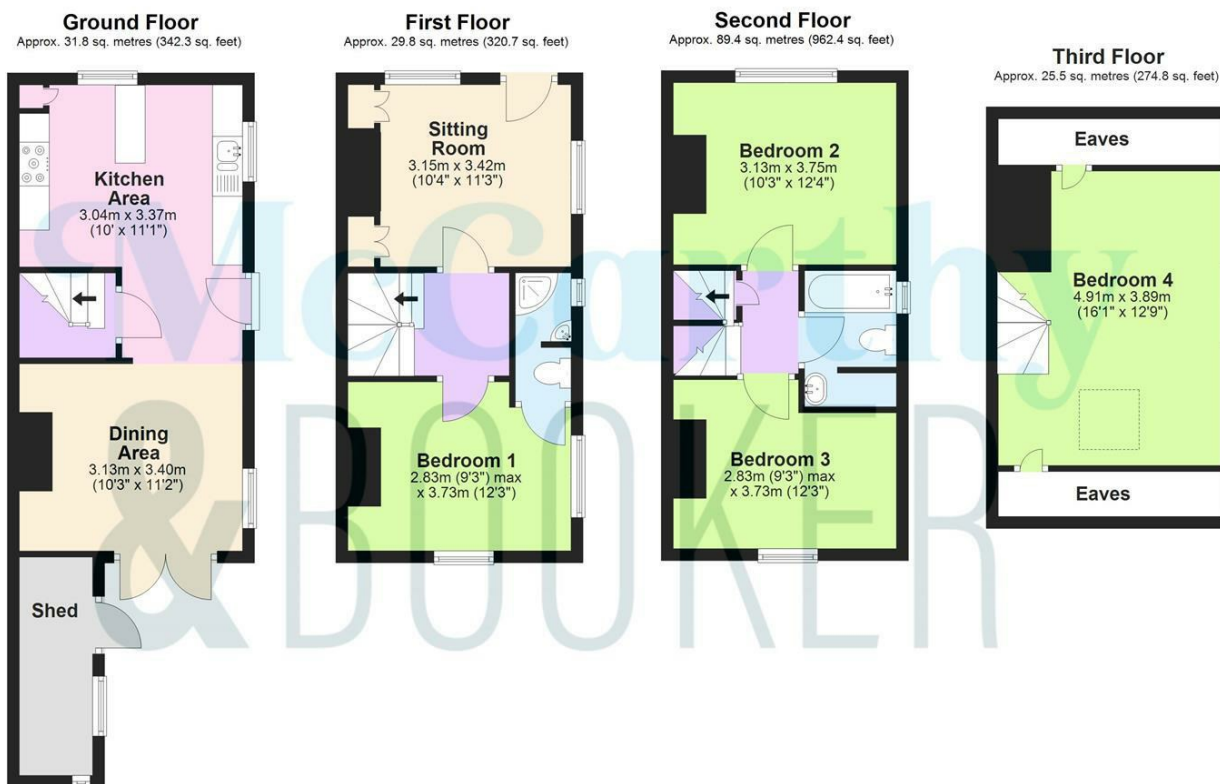 Ground Floor
Approx. 31.8 sq. metres (342.3 sq. feet)
Kitchen
Area
3.04m x 3.37m
(10' x 11'1")
Dining
Area
3.13m x 3.40m
(10'3" x 11'2")
Shed
First Floor
Approx. 29.8 sq. metres (320.7 sq. feet)
Sitting
Room
3.15m x 3.42m
(10'4" x 11'3")
Bedroom 1
2.83m (9'3") max
x 3.73m (12'3")
Second Floor
Approx. 89.4 sq. metres (962.4 sq. feet)
Bedroom 2
3.13m x 3.75m
(10'3" x 12'4")
Bedroom 3
2.83m (9'3") max
x 3.73m (12'3")
Third Floor
Approx. 25.5 sq. metres (274.8 sq. feet)
Eaves
Bedroom 4
4.91m x 3.89m
(16'1" x 12'9")
Eaves
McCarthy
&BOOKER